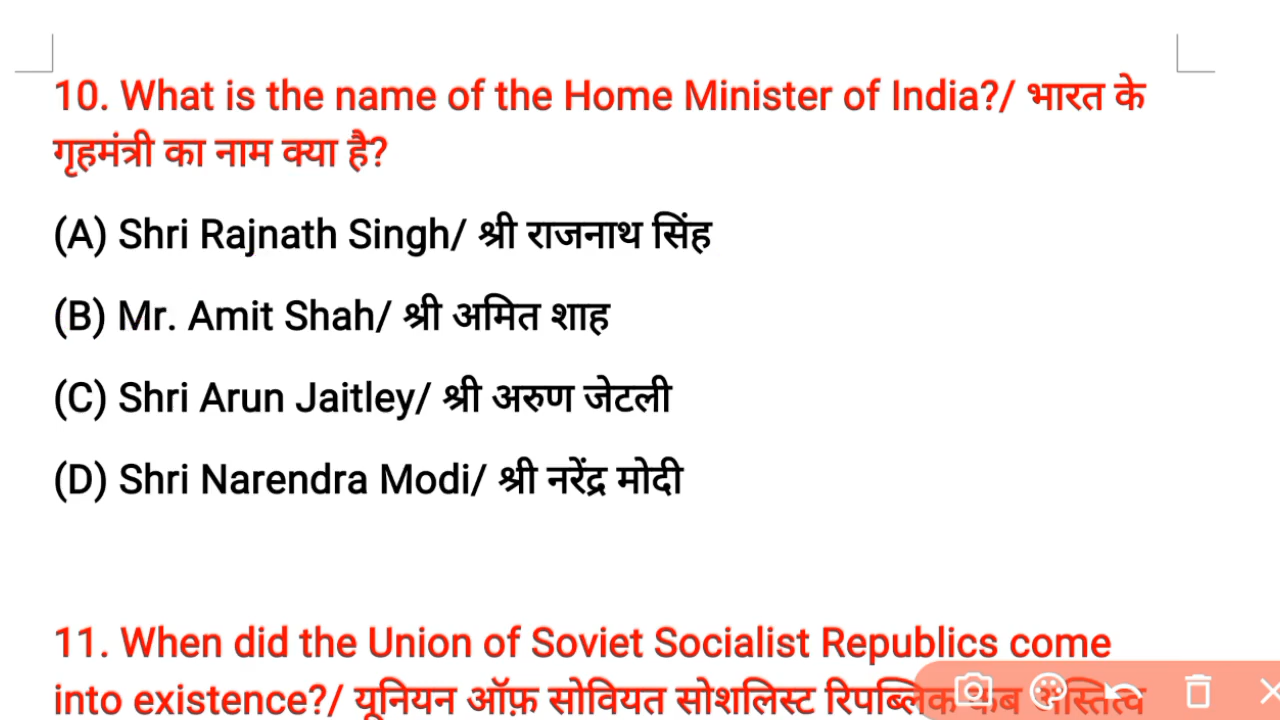 10. What is the name of the Home Minister of India?/ भारत के
गृहमंत्री का नाम क्या है?
(A) Shri Rajnath Singh/ श्री राजनाथ सिंह
(B) Mr. Amit Shah/ श्री अमित शाह
(C) Shri Arun Jaitley/ श्री अरुण जेटली
(D) Shri Narendra Modi/ श्री नरेंद्र मोदी
11. When did the Union of Soviet Socialist Republics come
into existence?/ यूनियन ऑफ़ सोवियत सोशलिस्ट रिपब्लिक कब